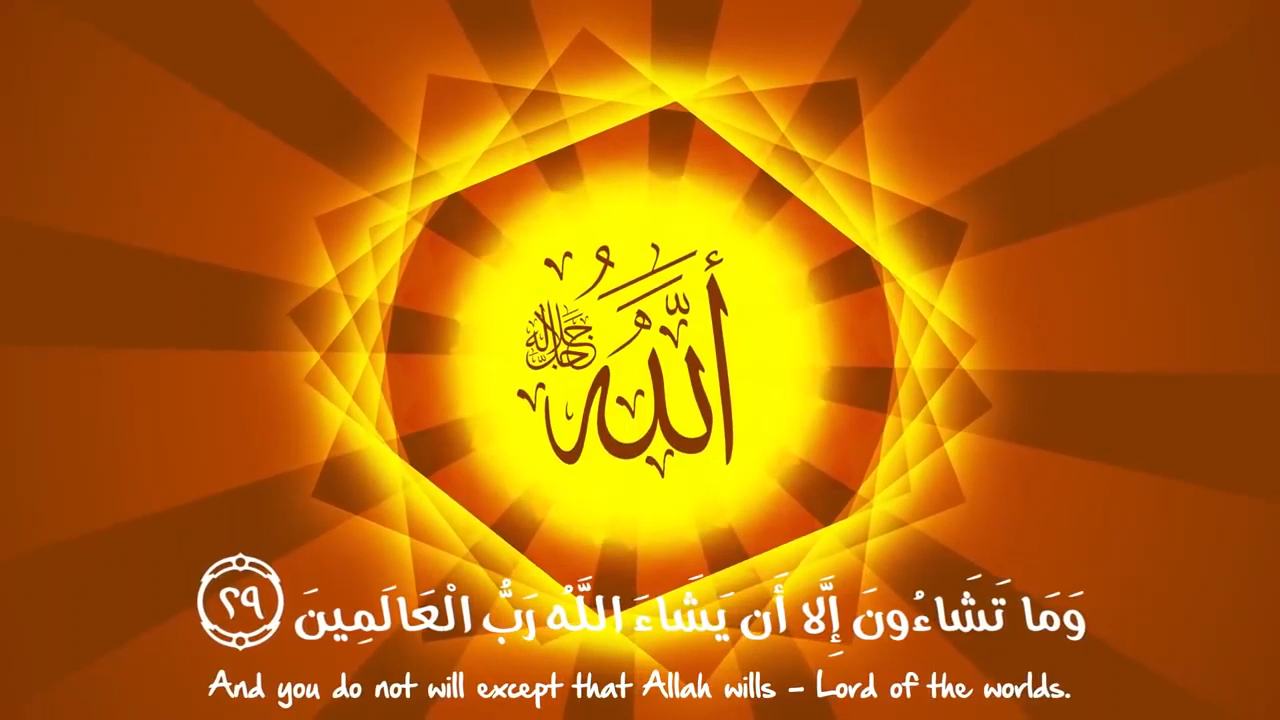 أللَّهُ
جل جلاله
وَمَا تَشَاءُونَ إِلَّا أَن يَشَاءَ اللَّهُ رَبُّ الْعَالَمِينَ ٢٩
And you do not will except that Allah wills – Lord of the worlds.